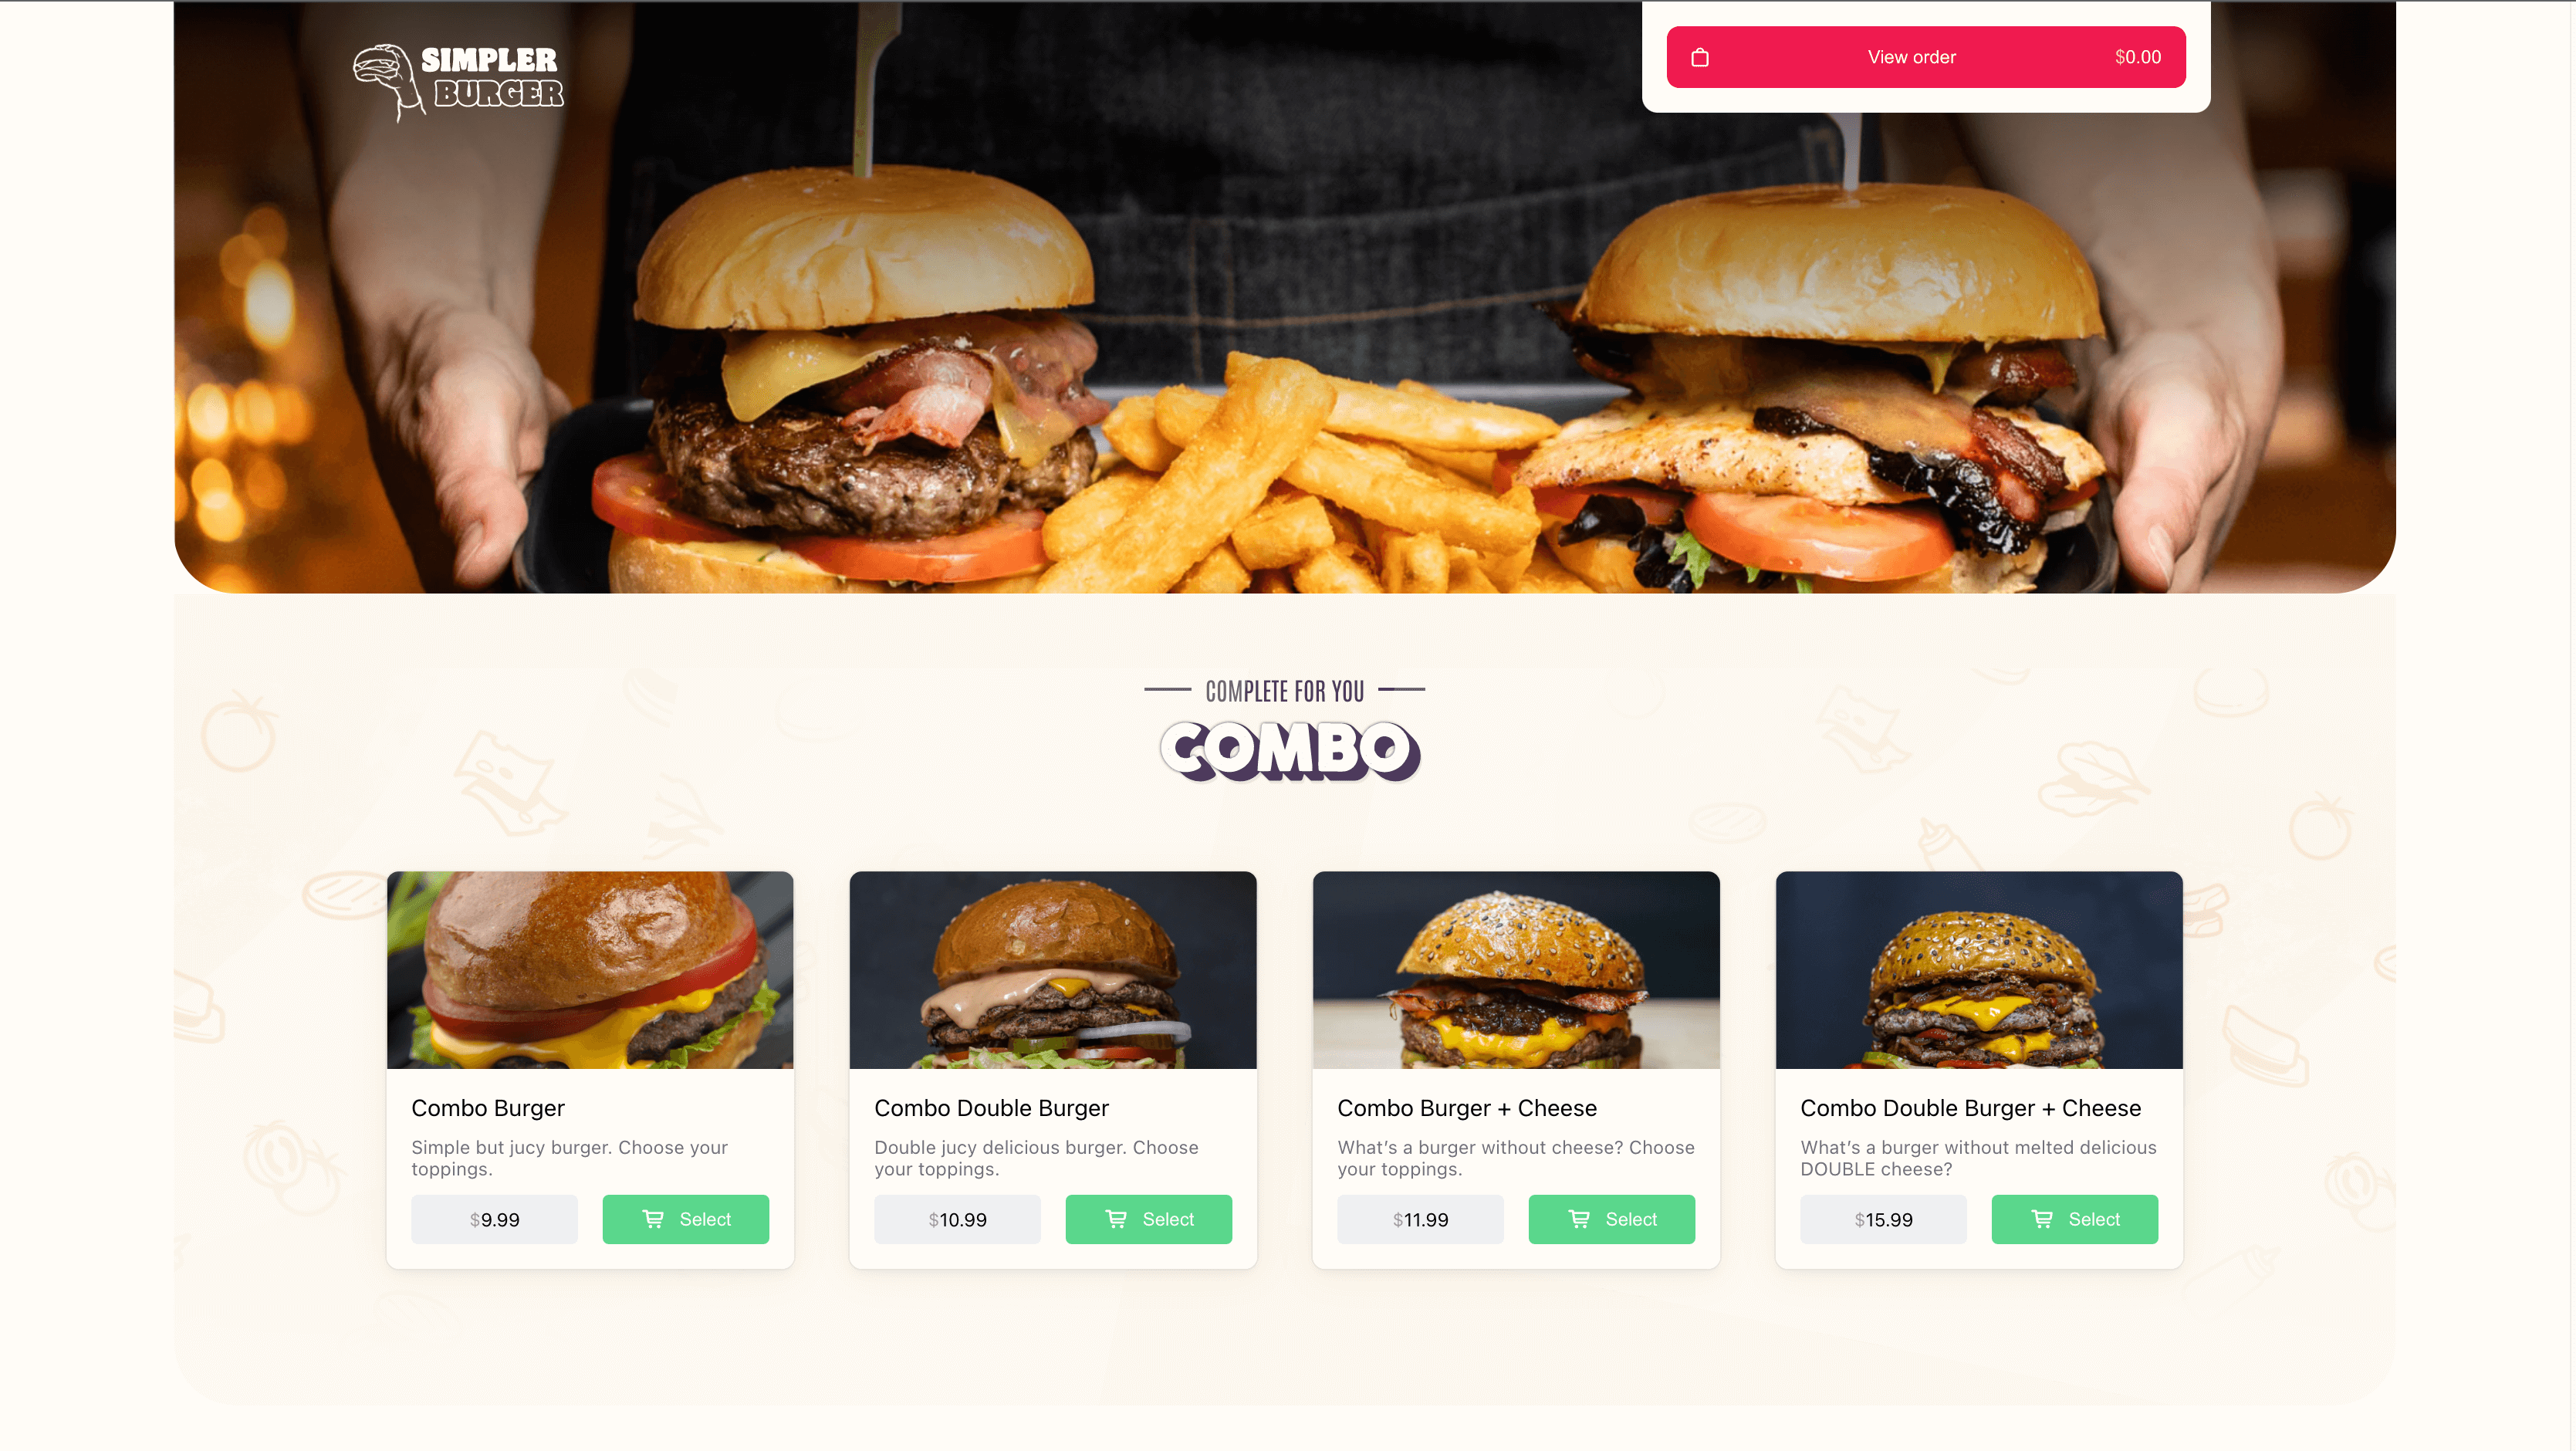 SIMPLER
BURGER
View order
$0.00
COMPLETE FOR YOU
COMBO
Combo Burger
Simple but jucy burger. Choose your
toppings.
$9.99
Select
Combo Double Burger
Double jucy delicious burger. Choose
your toppings.
$10.99
Select
Combo Burger + Cheese
What's a burger without cheese? Choose
your toppings.
$11.99
Select
Combo Double Burger + Cheese
What's a burger without melted delicious
DOUBLE cheese?
$15.99
Select